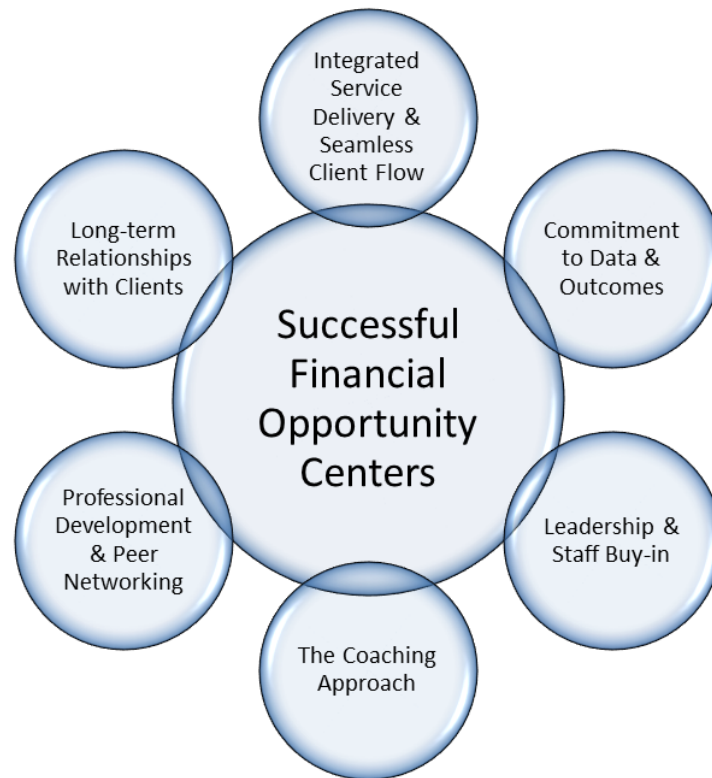 Integrated
Service
Delivery &
Seamless
Client Flow
Commitment
to Data &
Outcomes
Leadership &
Staff Buy-in
The Coaching
Approach
Professional
Development
& Peer
Networking
Long-term
Relationships
with Clients
Successful
Financial
Opportunity
Centers